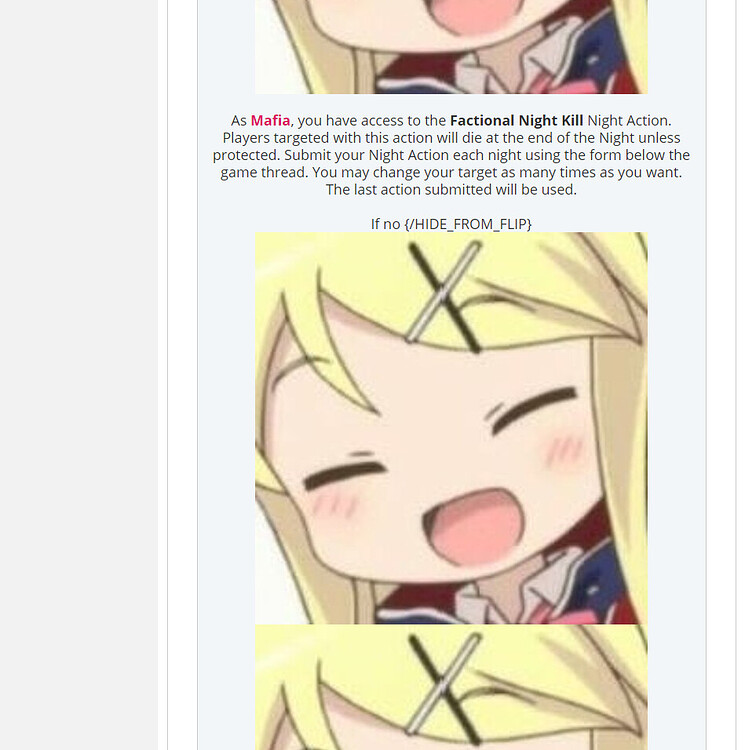 As Mafia, you have access to the Factional Night Kill Night Action.
Players targeted with this action will die at the end of the Night unless
protected. Submit your Night Action each night using the form below the
game thread. You may change your target as many times as you want.
The last action submitted will be used.
If no {/HIDE_FROM_FLIP}